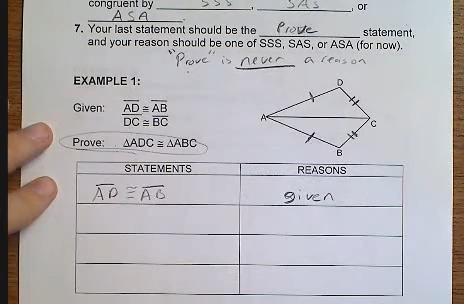 congruent by SSS, SAS, or
ASA.
7. Your last statement should be the Prove statement,
and your reason should be one of SSS, SAS, or ASA (for now).
"Prove" is never a reason
EXAMPLE 1:
Given: AD ≅ AB
DC ≅ BC
Prove: ΔADC ≅ ΔABC
D
A
C
B
STATEMENTS REASONS
AD ≅ AB given